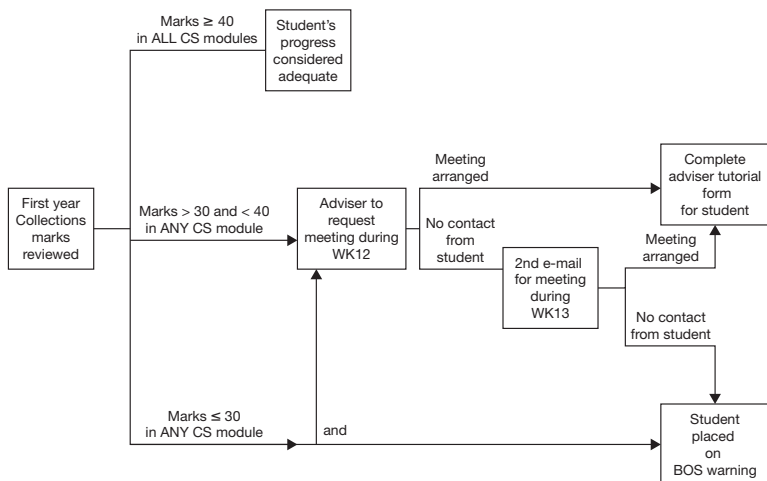 Marks ≥ 40
in ALL CS modules
Student's
progress
considered
adequate
First year
Collections
marks
reviewed
Marks > 30 and < 40
in ANY CS module
Adviser to
request
meeting during
WK12
Meeting
arranged
No contact
from
student
2nd e-mail
for meeting
during
WK13
Complete
adviser tutorial
form
for student
Meeting
arranged
No contact
from student
Marks ≤ 30
in ANY CS module
and
Student
placed
on
BOS warning